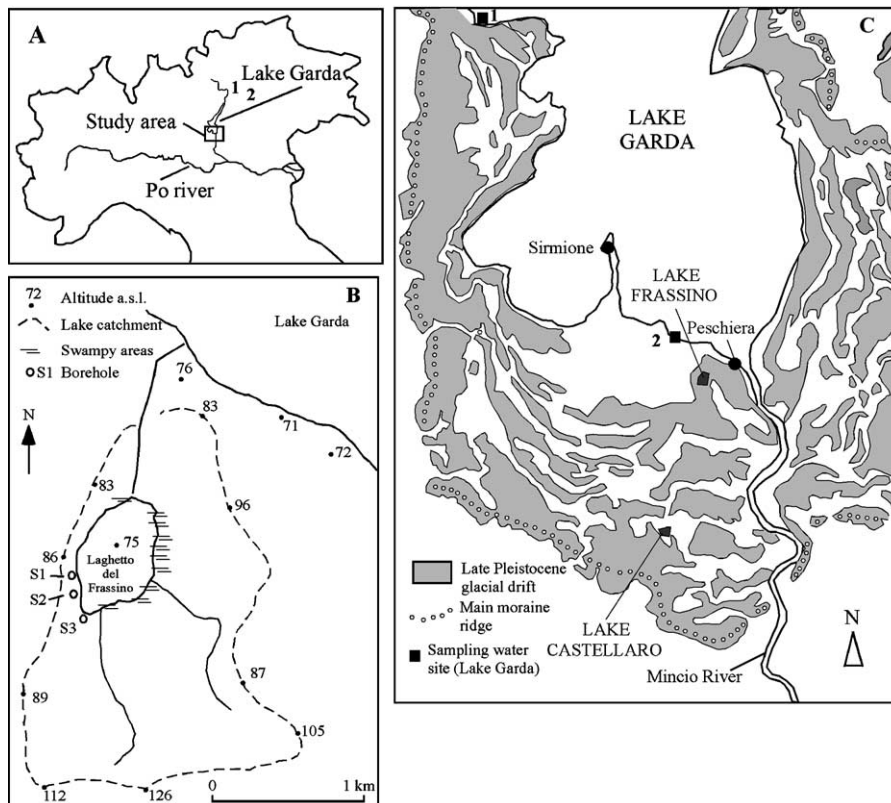 A
1
2
Lake Garda
Study area
Po river
B
72
Altitude a.s.l.
Lake catchment
Swampy areas
S1 Borehole
N
Lake Garda
76
83
71
72
83
96
86
75
Laghetto
del
Frassino
S1
S2
S3
87
89
105
112
126
0
1 km
C
1
LAKE
GARDA
Sirmione
LAKE
FRASSINO
Peschiera
2
Late Pleistocene
glacial drift
Main moraine
ridge
Sampling water
site (Lake Garda)
LAKE
CASTELLARO
N
Mincio River